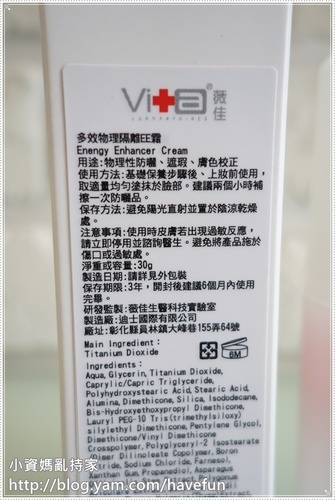 Vita® 薇佳
多效物理隔離EE霜
Enengy Enhancer Cream
用途:物理性防曬、遮瑕、膚色校正
使用方法:基礎保養步驟後、上妝前使用，
取適量均勻塗抹於臉部。建議兩個小時補
擦一次防曬品。
保存方法:避免陽光直射並置於陰涼乾燥
處。
注意事項:使用時皮膚若出現過敏反應，
請立即停用並諮詢醫生。避免將產品施於
傷口或過敏處。
淨重或容量:30g
製造日期:請詳見外包裝
保存期限:3年，開封後建議6個月內使用
完畢。
研發監製:薇佳生醫科技實驗室
製造廠:迪士國際有限公司
廠址:彰化縣員林鎮大峰巷155弄64號
Main Ingredient:
Titanium Dioxide
6M
Ingredients:
Aqua, Glycerin, Titanium Dioxide,
Caprylic/Capric Triglyceride,
Polyhydroxystearic Acid, Stearic Acid,
Alumina, Dimethicone, Silica, Isododecane,
Bis-Hydroxyethoxypropyl Dimethicone,
Lauryl PEG-10 Tris(trimethylsiloxy)
silylethyl Dimethicone, Pentylene Glycol,
Dimethicone/Vinyl Dimethicone
Crosspolymer, Polyglyceryl-2 Isostearate
Dimethicone, Sodium Chloride, Farnesol,
Xanthan Gum, Propanediol, Asparagus
小資媽亂持家
http://blog.yam.com/havefun